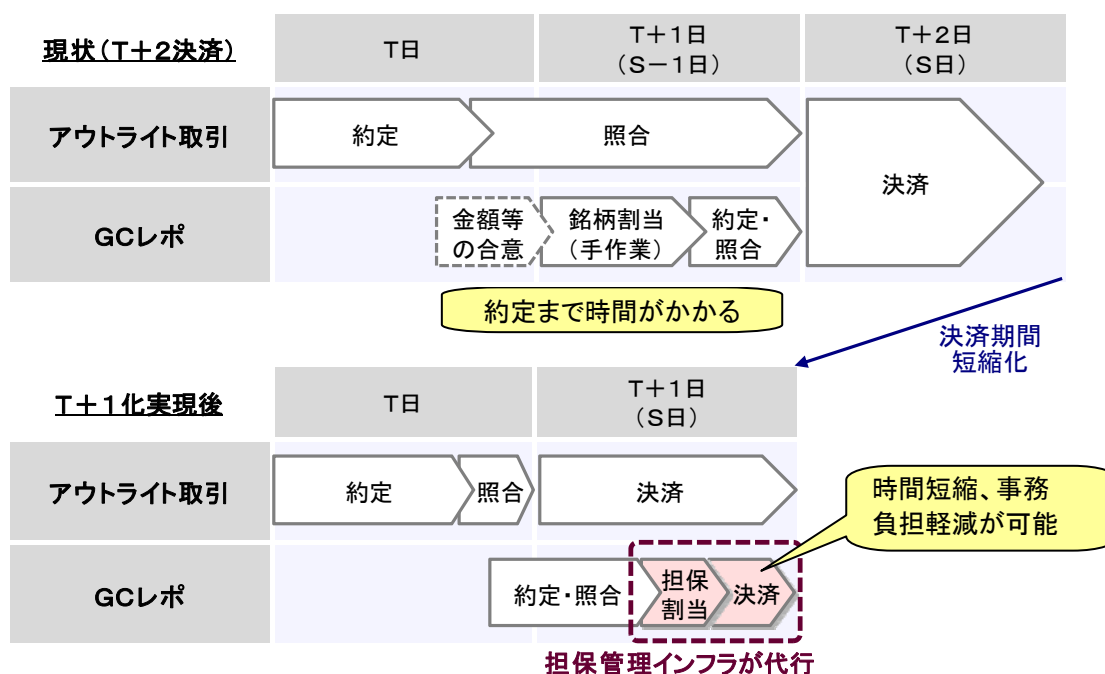 現状(T+2決済)
T日
T+1日
(S-1日)
T+2日
(S日)
アウトライト取引
約定
照合
決済
GCレポ
金額等
の合意
銘柄割当
(手作業)
約定・
照合
約定まで時間がかかる
決済期間
短縮化
T+1化実現後
T日
T+1日
(S日)
アウトライト取引
約定
照合
決済
時間短縮、事務
負担軽減が可能
GCレポ
約定・照合
担保
割当
決済
担保管理インフラが代行